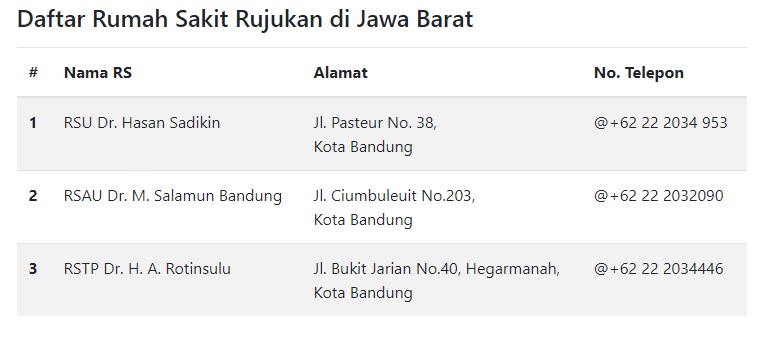 Daftar Rumah Sakit Rujukan di Jawa Barat
# Nama RS Alamat No. Telepon
1 RSU Dr. Hasan Sadikin Jl. Pasteur No. 38, @+62 22 2034 953
Kota Bandung
2 RSAU Dr. M. Salamun Bandung Jl. Ciumbuleuit No.203, @+62 22 2032090
Kota Bandung
3 RSTP Dr. H. A. Rotinsulu Jl. Bukit Jarian No.40, Hegarmanah, @+62 22 2034446
Kota Bandung